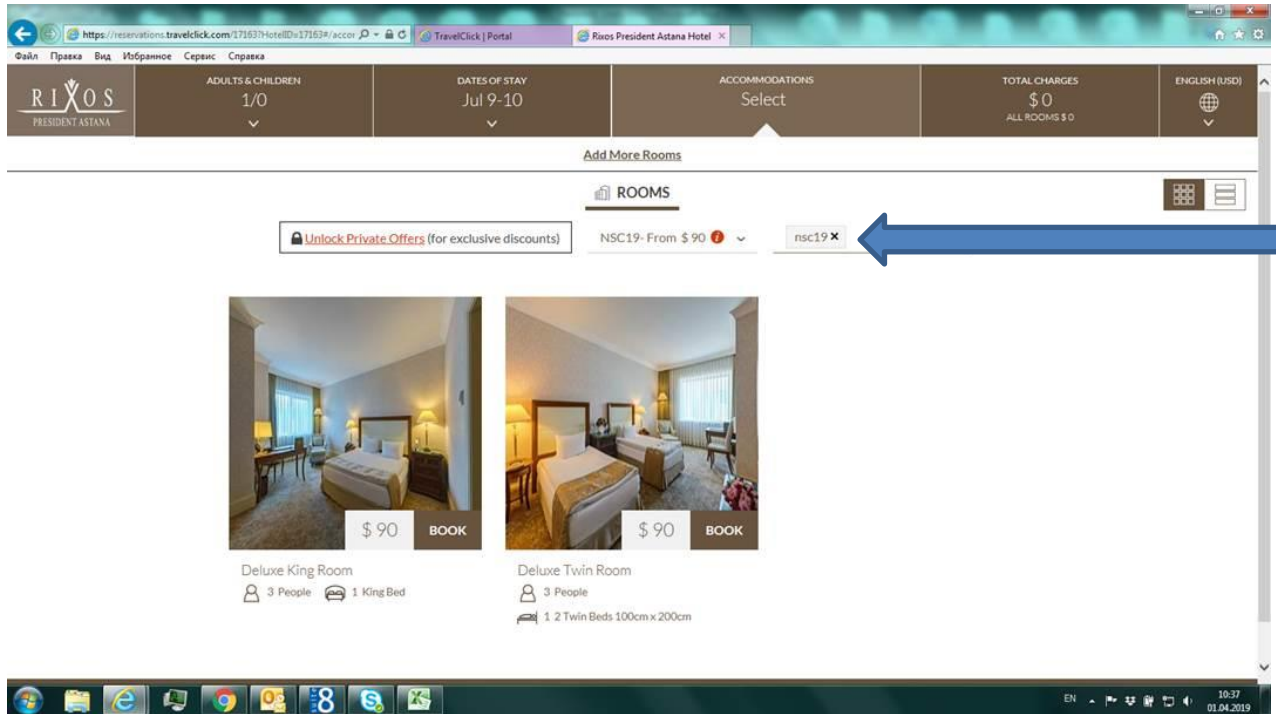 https://reservations.travelclick.com/17163?HotelID=17163#/accor
TravelClick | Portal
Rixos President Astana Hotel
Файл Правка Вид Избранное Сервис Справка
RIXOS
PRESIDENT ASTANA
ADULTS & CHILDREN
1/0
DATES OF STAY
Jul 9-10
ACCOMMODATIONS
Select
TOTAL CHARGES
$ 0
ALL ROOMS $ 0
ENGLISH (USD)
Add More Rooms
ROOMS
Unlock Private Offers (for exclusive discounts)
NSC19- From $ 90
nsc19
$ 90 BOOK
$ 90 BOOK
Deluxe King Room
3 People 1 King Bed
Deluxe Twin Room
3 People
1 2 Twin Beds 100cm x 200cm
EN
10:37
01.04.2019